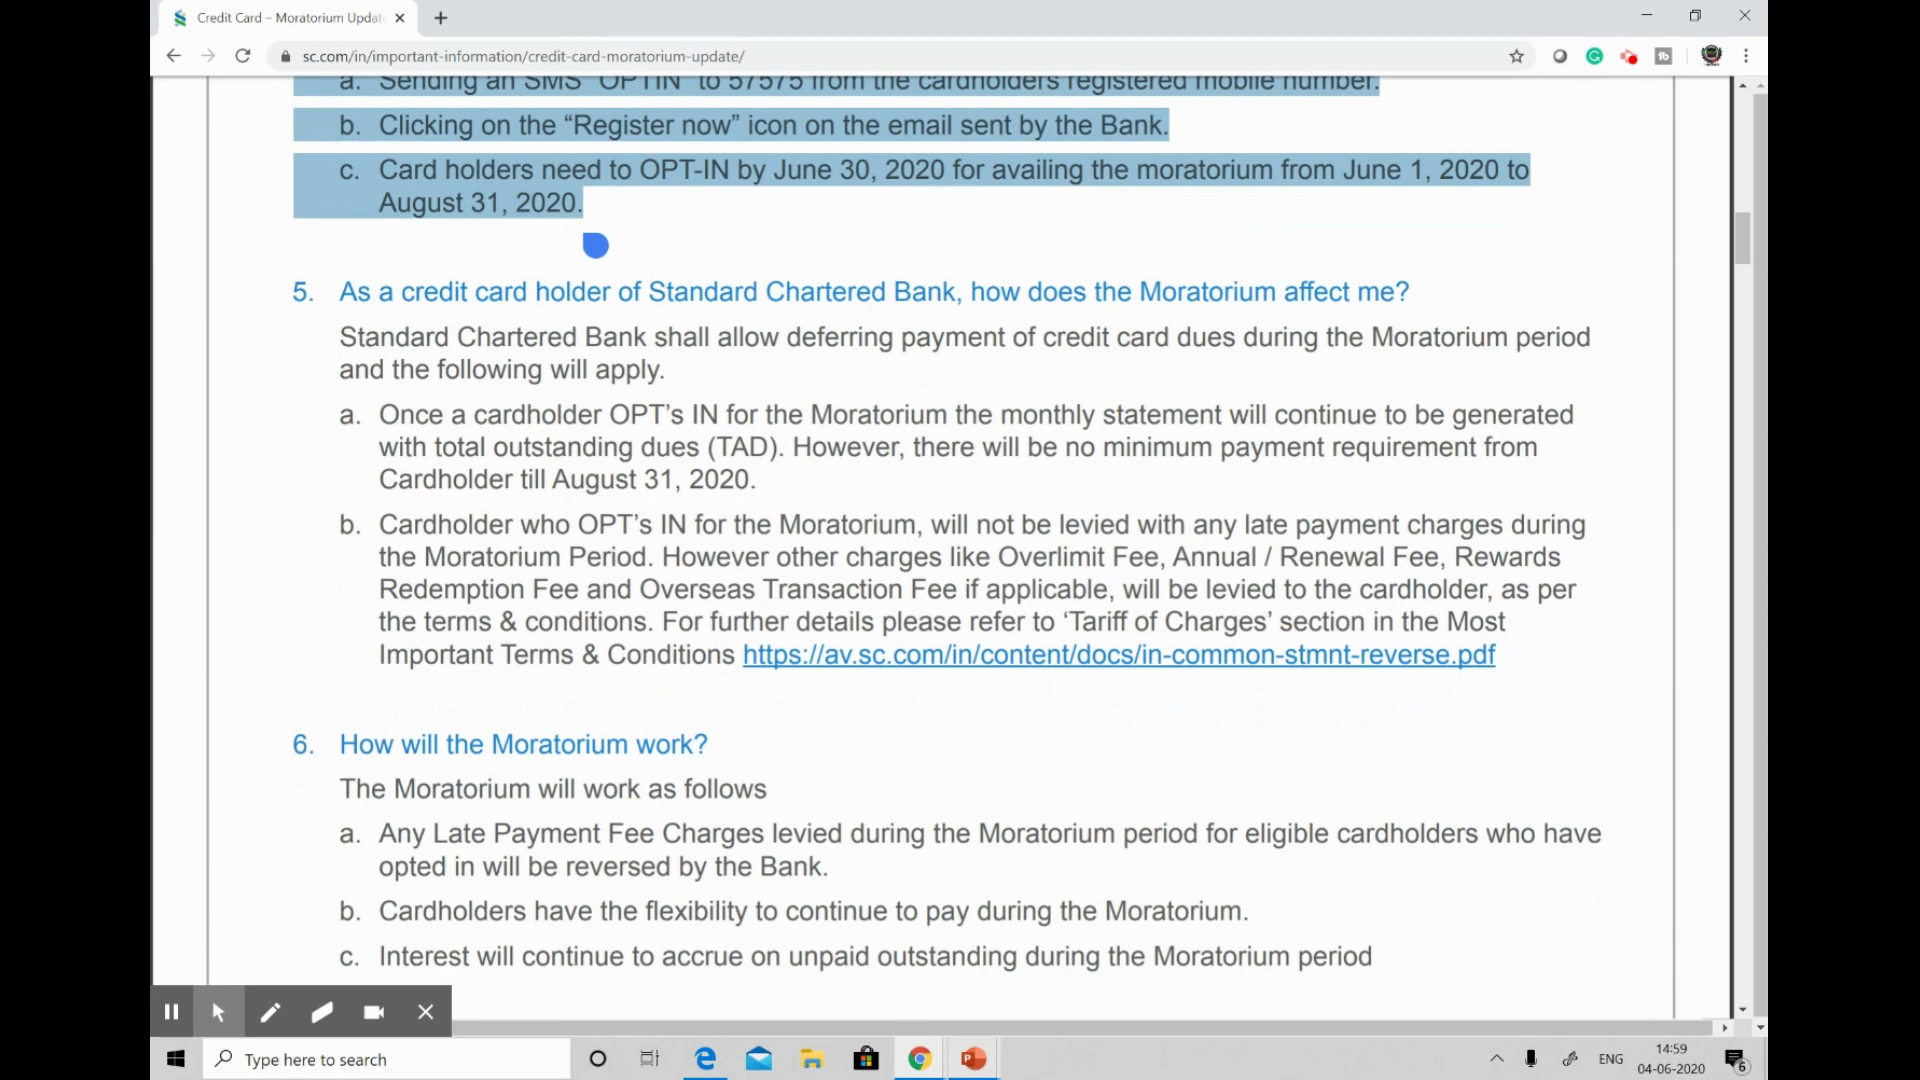 Credit Card – Moratorium Updat
sc.com/in/important-information/credit-card-moratorium-update/
a. Sending an SMS "OPTIN" to 57575 from the cardholders registered mobile number.
b. Clicking on the “Register now” icon on the email sent by the Bank.
c. Card holders need to OPT-IN by June 30, 2020 for availing the moratorium from June 1, 2020 to
August 31, 2020.
5. As a credit card holder of Standard Chartered Bank, how does the Moratorium affect me?
Standard Chartered Bank shall allow deferring payment of credit card dues during the Moratorium period
and the following will apply.
a. Once a cardholder OPT’s IN for the Moratorium the monthly statement will continue to be generated
with total outstanding dues (TAD). However, there will be no minimum payment requirement from
Cardholder till August 31, 2020.
b. Cardholder who OPT’s IN for the Moratorium, will not be levied with any late payment charges during
the Moratorium Period. However other charges like Overlimit Fee, Annual / Renewal Fee, Rewards
Redemption Fee and Overseas Transaction Fee if applicable, will be levied to the cardholder, as per
the terms & conditions. For further details please refer to ‘Tariff of Charges’ section in the Most
Important Terms & Conditions https://av.sc.com/in/content/docs/in-common-stmnt-reverse.pdf
6. How will the Moratorium work?
The Moratorium will work as follows
a. Any Late Payment Fee Charges levied during the Moratorium period for eligible cardholders who have
opted in will be reversed by the Bank.
b. Cardholders have the flexibility to continue to pay during the Moratorium.
c. Interest will continue to accrue on unpaid outstanding during the Moratorium period
Type here to search
ENG
14:59
04-06-2020
6